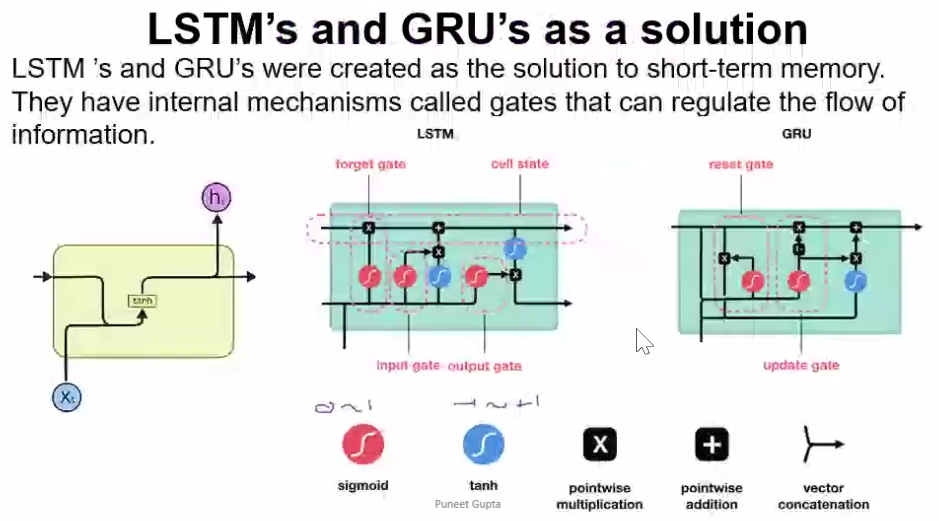 LSTM's and GRU's as a solution
LSTM 's and GRU's were created as the solution to short-term memory.
They have internal mechanisms called gates that can regulate the flow of
information.
LSTM
GRU
forget gate
cell state
reset gate
hₜ
tanh
Xₜ
input gate
output gate
update gate
0 ~ 1
-1 ~ +1
sigmoid
tanh
pointwise
multiplication
pointwise
addition
vector
concatenation
Puneet Gupta